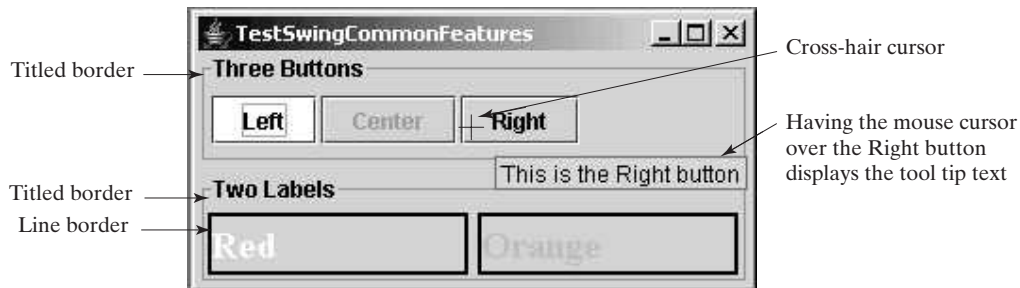 TestSwingCommonFeatures
Cross-hair cursor
Titled border
Three Buttons
Left
Center
Right
Having the mouse cursor
over the Right button
displays the tool tip text
This is the Right button
Titled border
Two Labels
Line border
Red
Orange